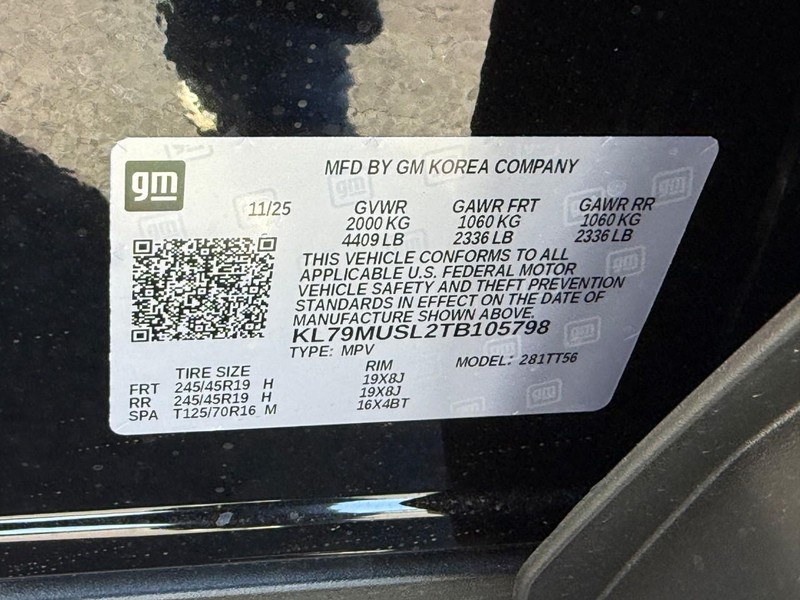 gm
MFD BY GM KOREA COMPANY
11/25 GVWR GAWR FRT GAWR RR
2000 KG 1060 KG 1060 KG
4409 LB 2336 LB 2336 LB
THIS VEHICLE CONFORMS TO ALL
APPLICABLE U.S. FEDERAL MOTOR
VEHICLE SAFETY AND THEFT PREVENTION
STANDARDS IN EFFECT ON THE DATE OF
MANUFACTURE SHOWN ABOVE.
KL79MUSL2TB105798
TYPE: MPV MODEL: 281TT56
TIRE SIZE RIM
FRT 245/45R19 H 19X8J
RR 245/45R19 H 19X8J
SPA T125/70R16 M 16X4BT